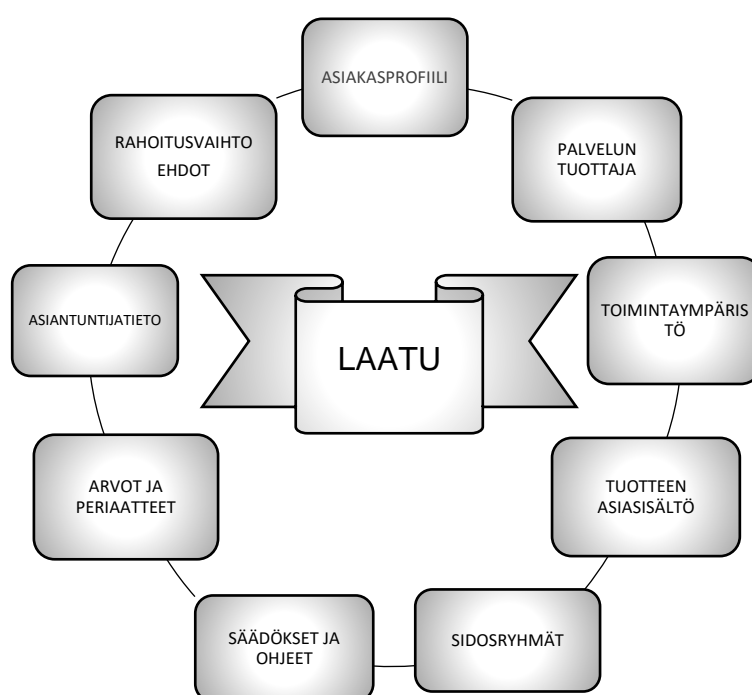 ASIAKASPROFIILI
PALVELUN
TUOTTAJA
TOIMINTAYMPÄRIS
TÖ
TUOTTEEN
ASIASISÄLTÖ
SIDOSRYHMÄT
SÄÄDÖKSET JA
OHJEET
ARVOT JA
PERIAATTEET
ASIANTUNTIJATIETO
RAHOITUSVAIHTO
EHDOT
LAATU